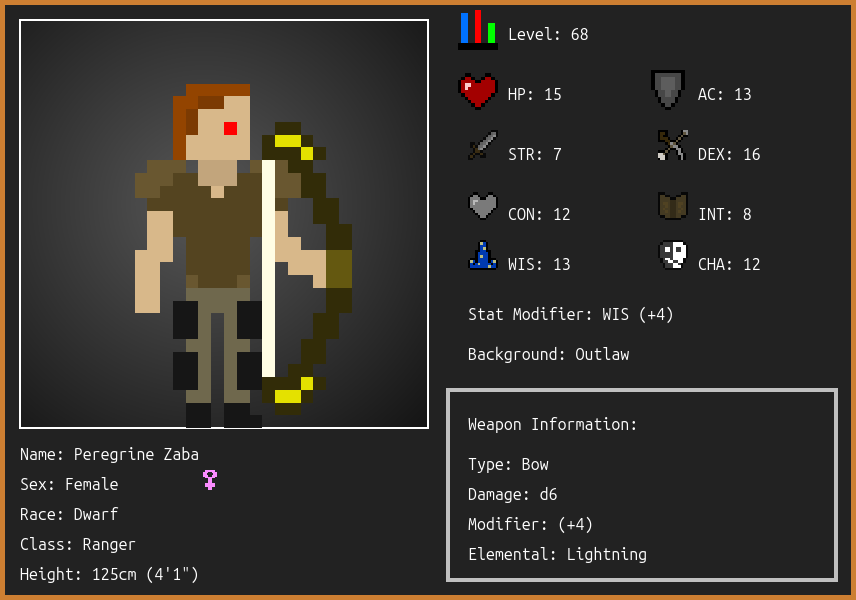 Level: 68
HP: 15
AC: 13
STR: 7
DEX: 16
CON: 12
INT: 8
WIS: 13
CHA: 12
Stat Modifier: WIS (+4)
Background: Outlaw
Weapon Information:
Type: Bow
Damage: d6
Modifier: (+4)
Elemental: Lightning
Name: Peregrine Zaba
Sex: Female
Race: Dwarf
Class: Ranger
Height: 125cm (4'1")